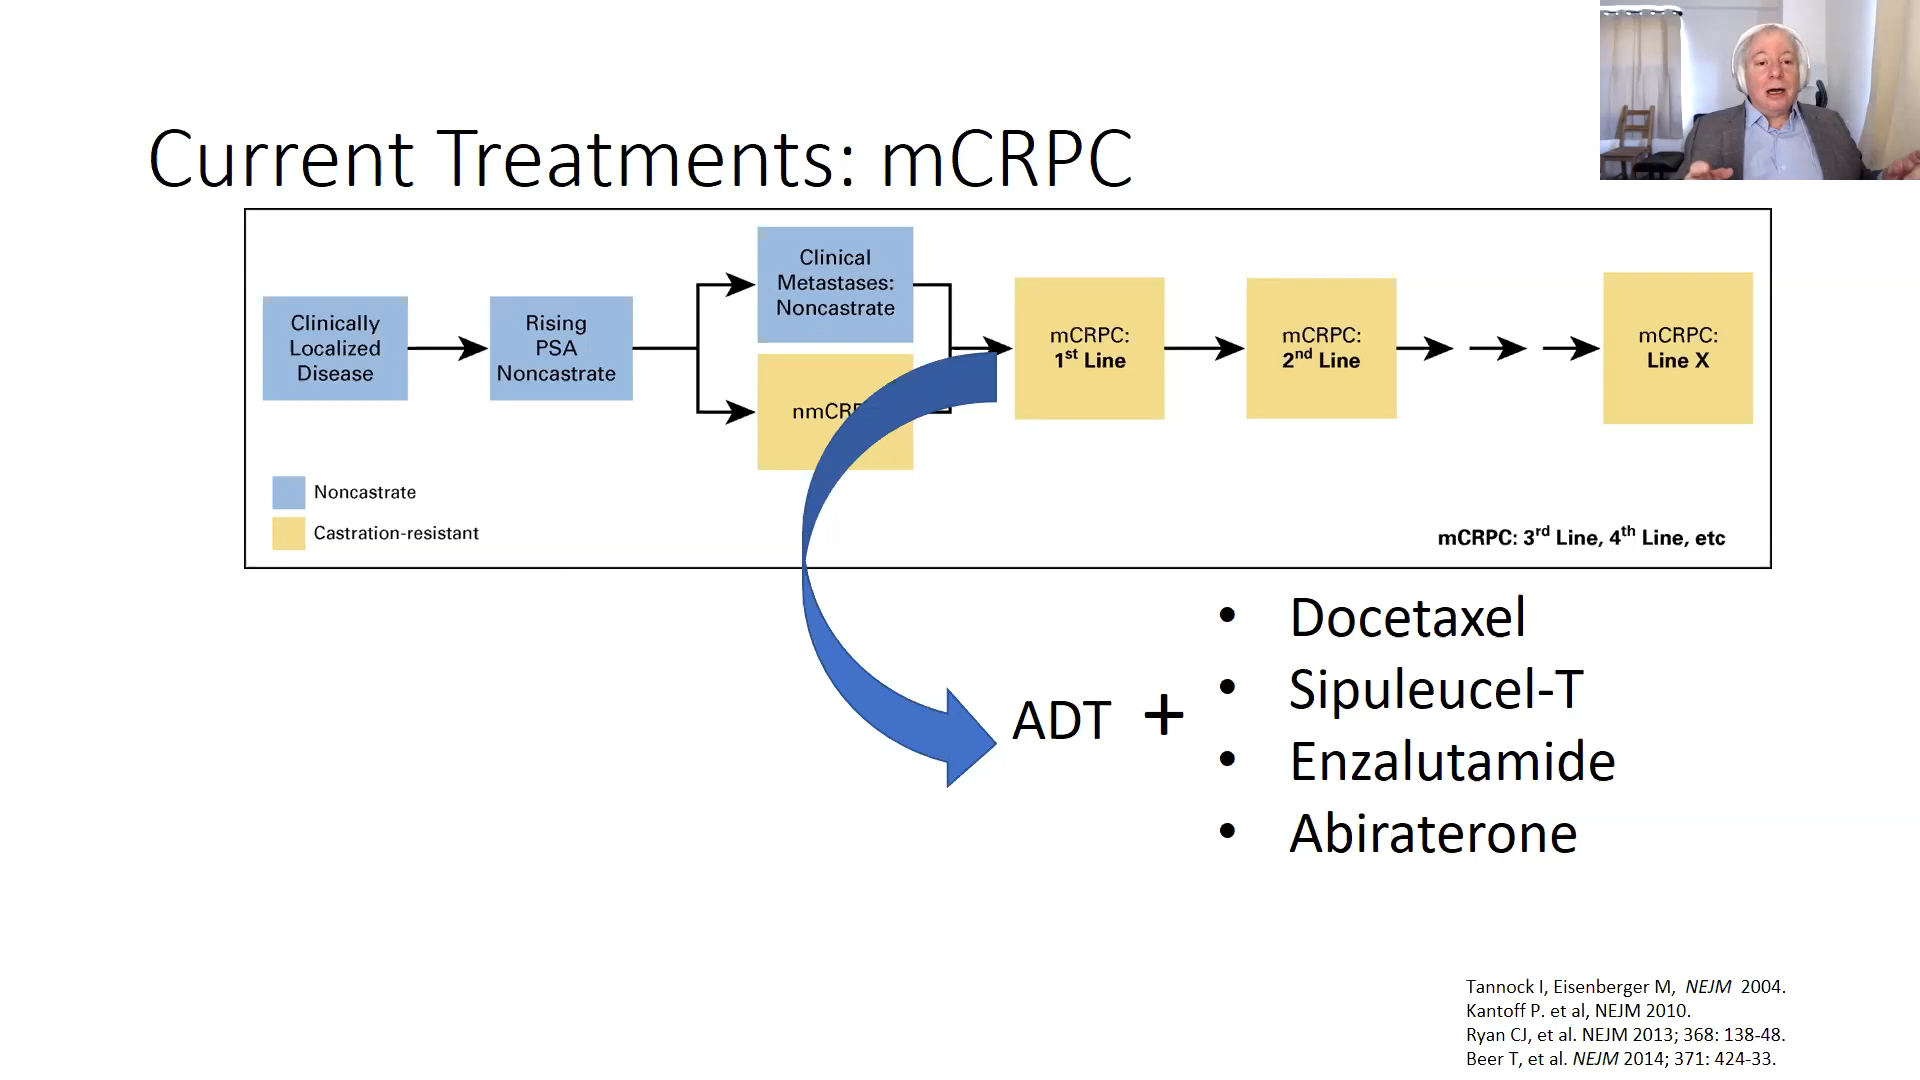 Current Treatments: mCRPC
Clinically
Localized
Disease
Rising
PSA
Noncastrate
Clinical
Metastases:
Noncastrate
nmCR
mCRPC:
1st Line
mCRPC:
2nd Line
mCRPC:
Line X
Noncastrate
Castration-resistant
mCRPC: 3rd Line, 4th Line, etc
ADT +
• Docetaxel
• Sipuleucel-T
• Enzalutamide
• Abiraterone
Tannock I, Eisenberger M, NEJM 2004.
Kantoff P. et al, NEJM 2010.
Ryan CJ, et al. NEJM 2013; 368: 138-48.
Beer T, et al. NEJM 2014; 371: 424-33.